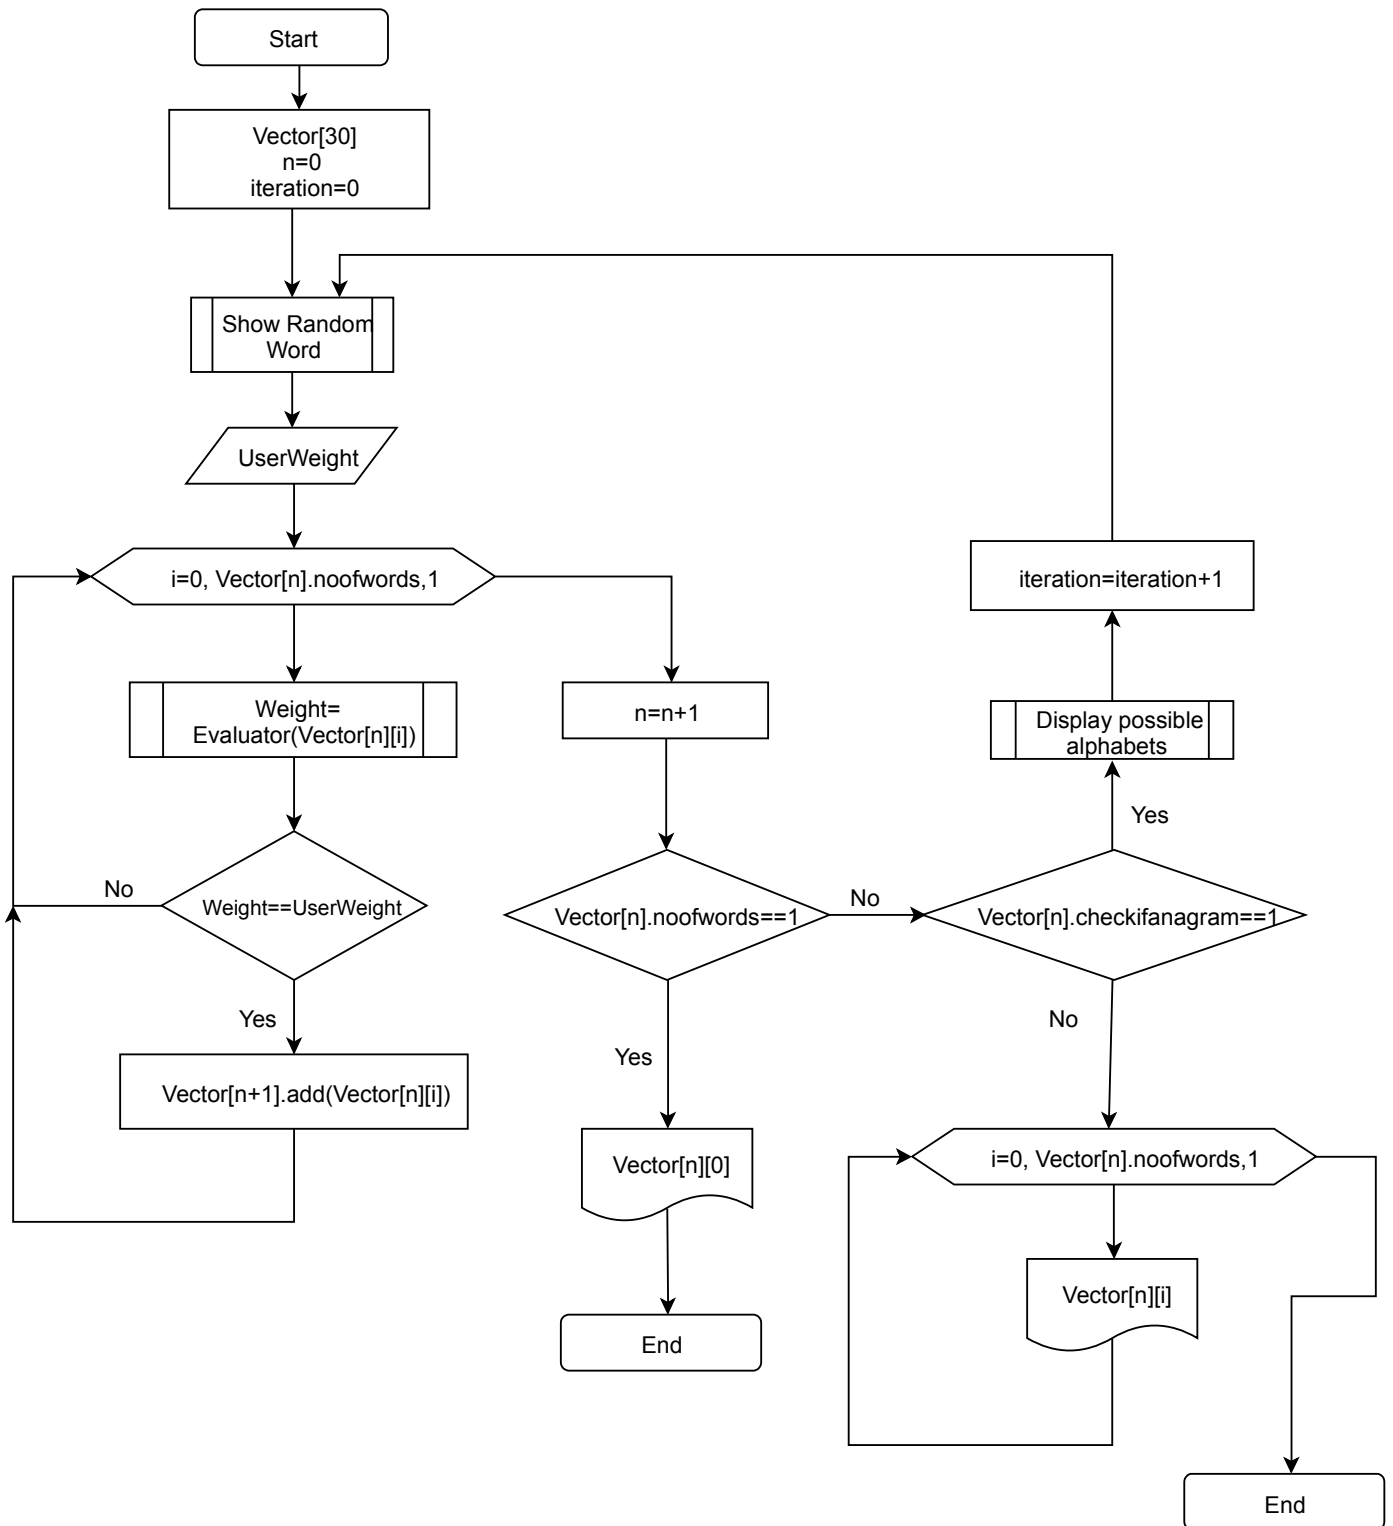 Start
Vector[30]
n=0
iteration=0
Show Random
Word
UserWeight
i=0, Vector[n].noofwords,1
Weight=
Evaluator(Vector[n][i])
Weight==UserWeight
No
Yes
Vector[n+1].add(Vector[n][i])
n=n+1
Vector[n].noofwords==1
No
Yes
Vector[n][0]
End
iteration=iteration+1
Display possible
alphabets
Yes
Vector[n].checkifanagram==1
No
i=0, Vector[n].noofwords,1
Vector[n][i]
End